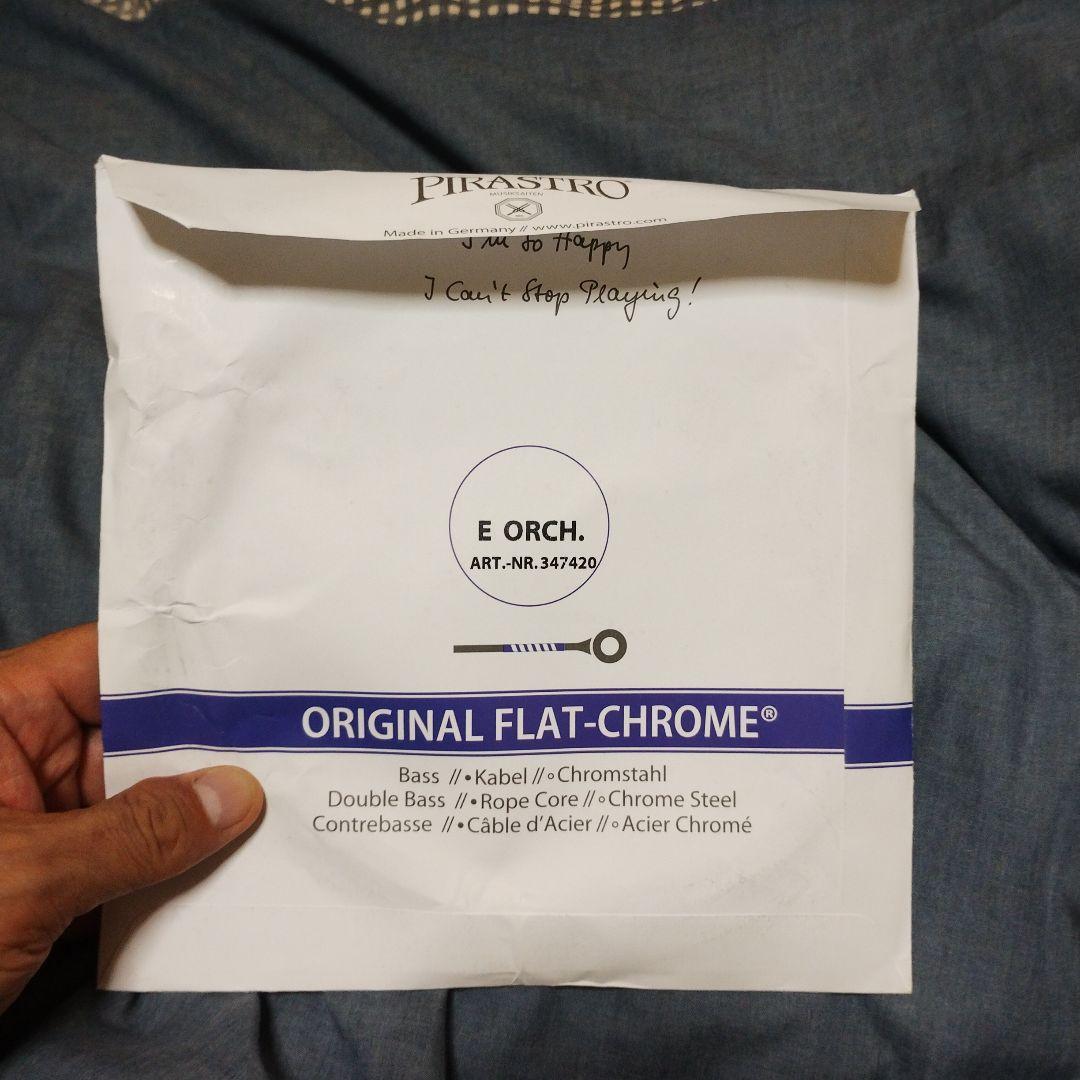 PIRASTRO
MUSIKSAITEN
Made in Germany // www.pirastro.com
I'm so Happy
I Can't Stop Playing!
E ORCH.
ART.-NR. 347420
ORIGINAL FLAT-CHROME®
Bass //•Kabel//∘Chromstahl
Double Bass //•Rope Core//∘Chrome Steel
Contrebasse //•Câble d'Acier//∘Acier Chromé